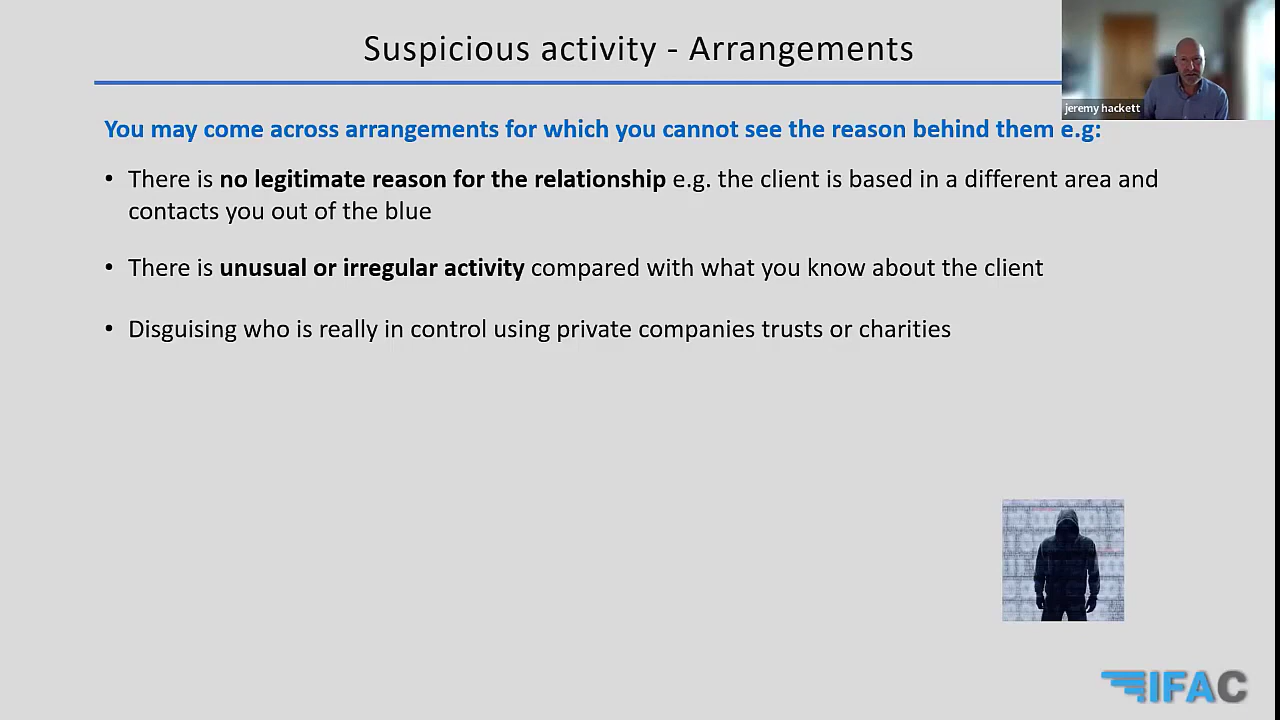 Suspicious activity - Arrangements
jeremy hackett
You may come across arrangements for which you cannot see the reason behind them e.g:
• There is no legitimate reason for the relationship e.g. the client is based in a different area and
contacts you out of the blue
• There is unusual or irregular activity compared with what you know about the client
• Disguising who is really in control using private companies trusts or charities
IFAC